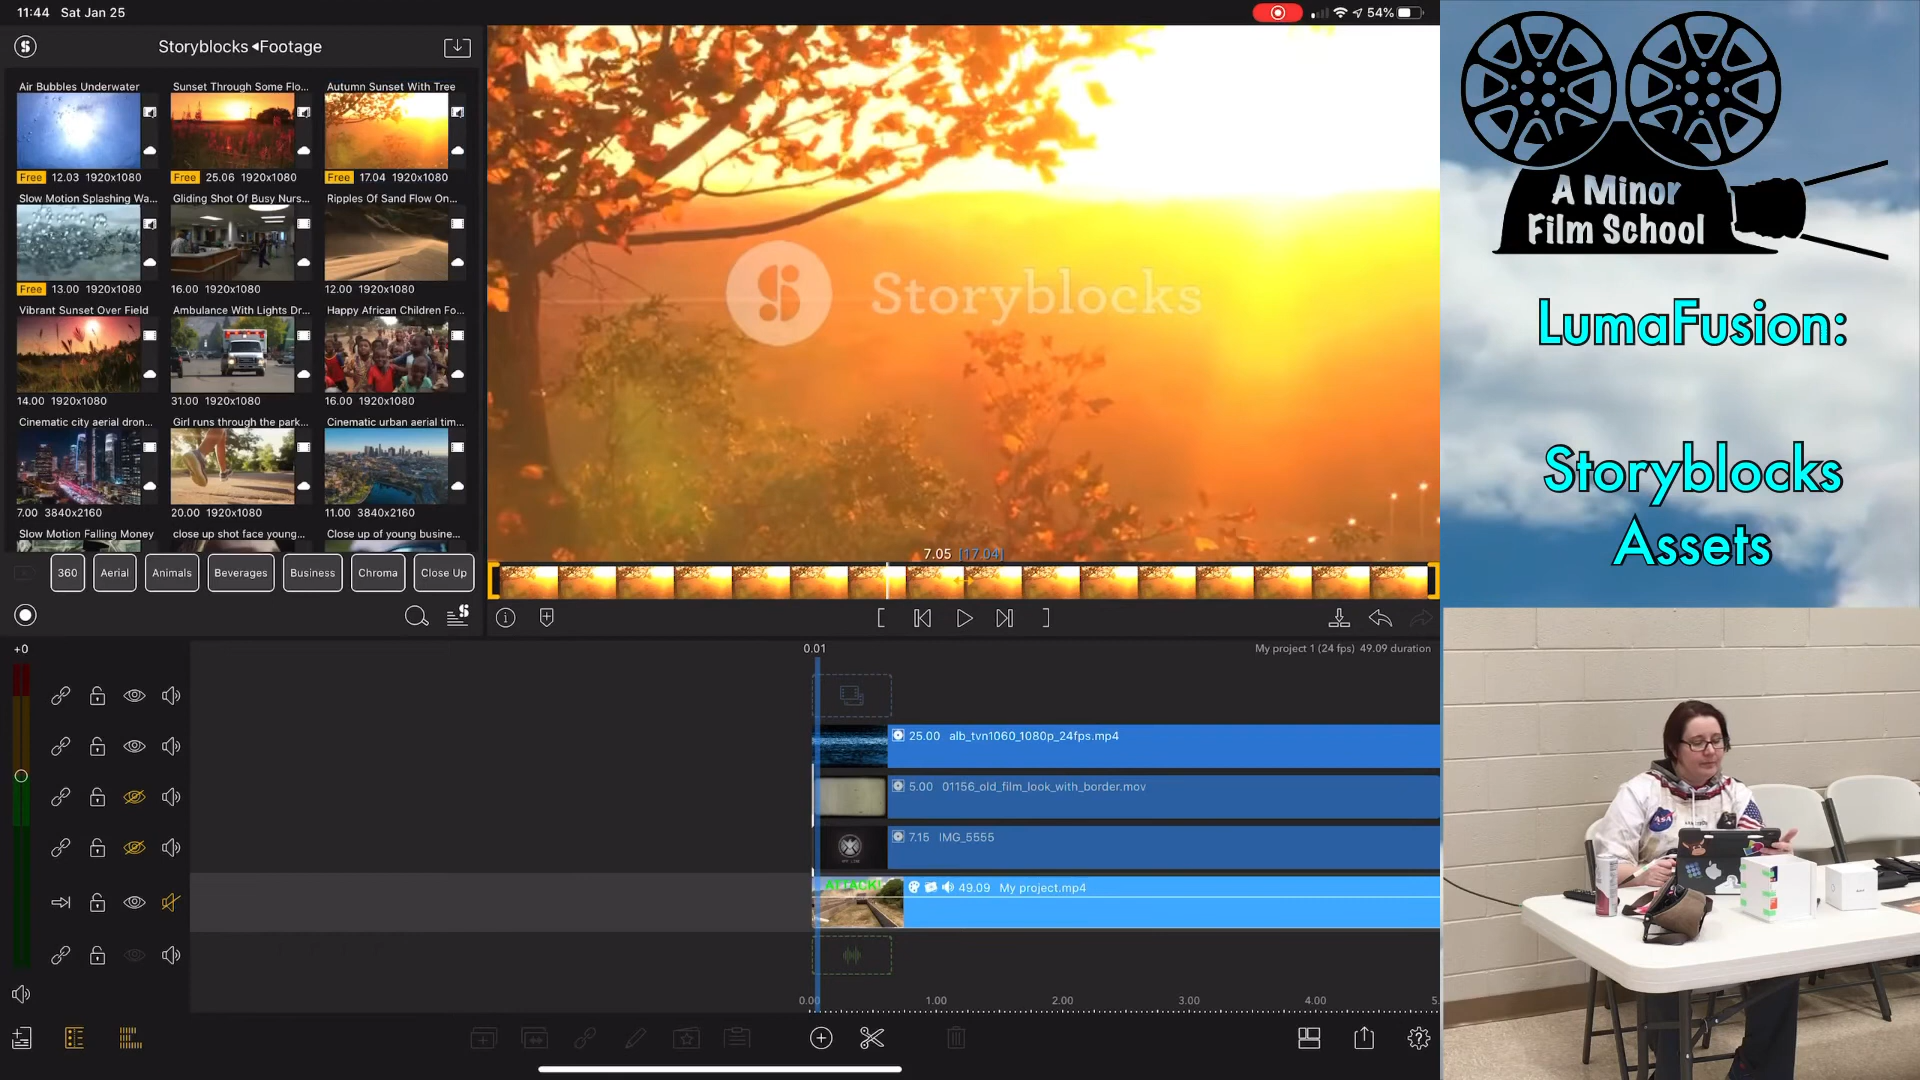 11:44 Sat Jan 25
54%
Storyblocks Footage
Air Bubbles Underwater
Sunset Through Some Flo...
Autumn Sunset With Tree
Free 12.03 1920x1080
Free 25.06 1920x1080
Free 17.04 1920x1080
Slow Motion Splashing Wa...
Gliding Shot Of Busy Nurs...
Ripples Of Sand Flow On...
Free 13.00 1920x1080
16.00 1920x1080
12.00 1920x1080
Vibrant Sunset Over Field
Ambulance With Lights Dr...
Happy African Children Fo...
14.00 1920x1080
31.00 1920x1080
16.00 1920x1080
Cinematic city aerial dron...
Girl runs through the park...
Cinematic urban aerial tim...
7.00 3840x2160
20.00 1920x1080
11.00 3840x2160
Slow Motion Falling Money
close up shot face young...
Close up of young busine...
360
Aerial
Animals
Beverages
Business
Chroma
Close Up
Storyblocks
7.05 [17.04]
+0
0.01
My project 1 (24 fps) 49.09 duration
25.00 alb_tvn1060_1080p_24fps.mp4
5.00 01156_old_film_look_with_border.mov
7.15 IMG_5555
ATTACK!
49.09 My project.mp4
0.00 1.00 2.00 3.00 4.00 5.
A Minor
Film School
LumaFusion:
Storyblocks
Assets